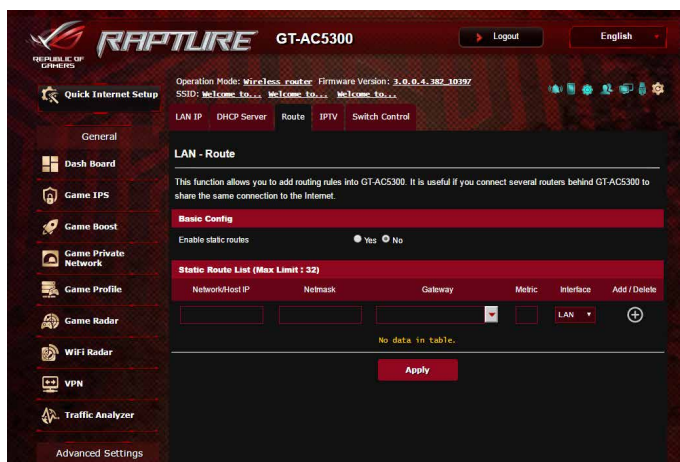 REPUBLIC OF
GAMERS
RAPTURE GT-AC5300 Logout English
Quick Internet Setup
Operation Mode: Wireless router Firmware Version: 3.0.0.4.382_10397
SSID: Welcome to... Welcome to... Welcome to...
LAN IP DHCP Server Route IPTV Switch Control
General
Dash Board
Game IPS
Game Boost
Game Private
Network
Game Profile
Game Radar
WiFi Radar
VPN
Traffic Analyzer
Advanced Settings
LAN - Route
This function allows you to add routing rules into GT-AC5300. It is useful if you connect several routers behind GT-AC5300 to
share the same connection to the Internet.
Basic Config
Enable static routes Yes No
Static Route List (Max Limit : 32)
Network/Host IP Netmask Gateway Metric Interface Add / Delete
LAN
No data in table.
Apply